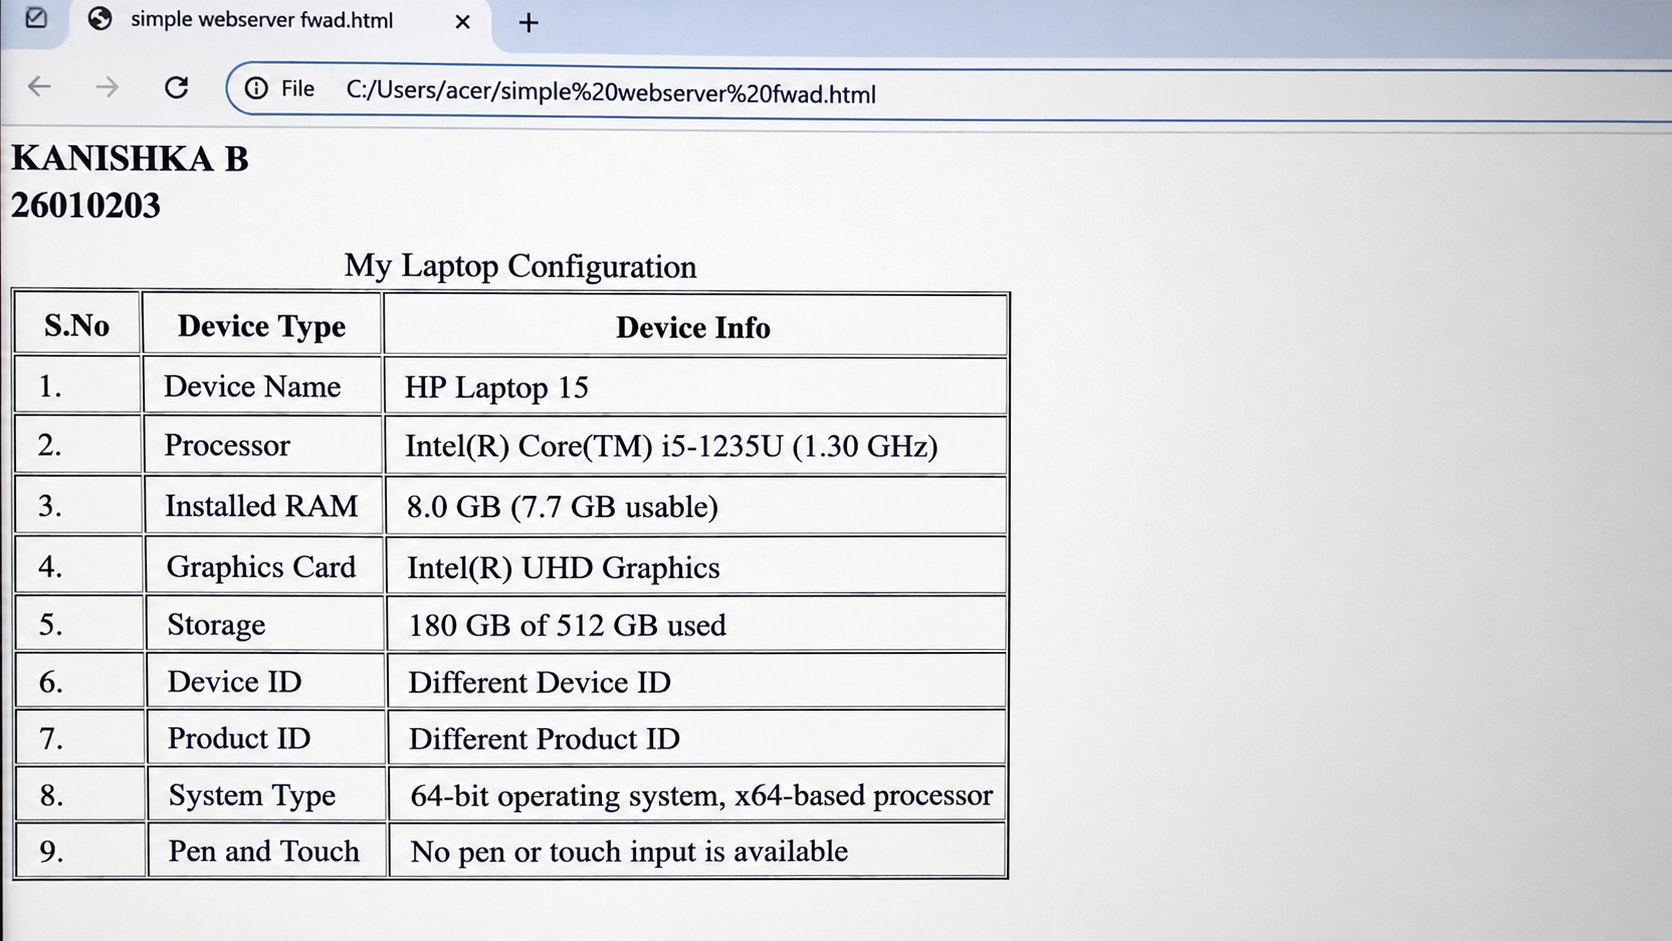 simple webserver fwad.html
File C:/Users/acer/simple%20webserver%20fwad.html
KANISHKA B
26010203
My Laptop Configuration
S.No Device Type Device Info
1. Device Name HP Laptop 15
2. Processor Intel(R) Core(TM) i5-1235U (1.30 GHz)
3. Installed RAM 8.0 GB (7.7 GB usable)
4. Graphics Card Intel(R) UHD Graphics
5. Storage 180 GB of 512 GB used
6. Device ID Different Device ID
7. Product ID Different Product ID
8. System Type 64-bit operating system, x64-based processor
9. Pen and Touch No pen or touch input is available